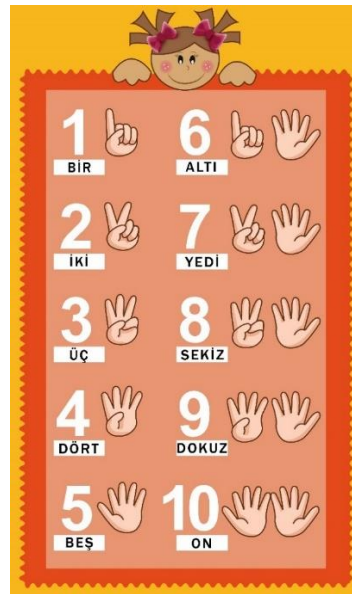 1
BİR
2
İKİ
3
ÜÇ
4
DÖRT
5
BEŞ
6
ALTI
7
YEDİ
8
SEKİZ
9
DOKUZ
10
ON